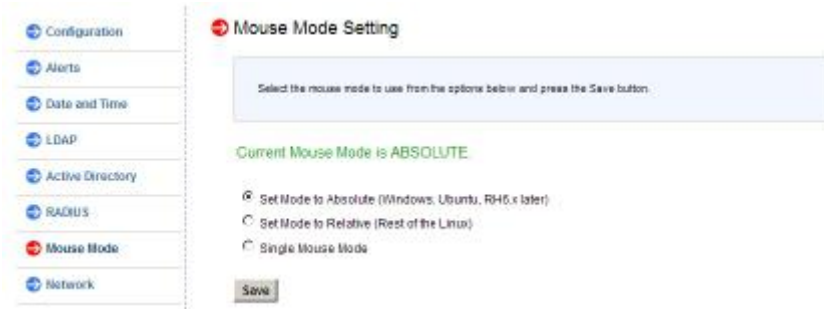 Configuration
Alerts
Date and Time
LDAP
Active Directory
RADIUS
Mouse Mode
Network
Mouse Mode Setting
Select the mouse mode to use from the options below and press the Save button.
Current Mouse Mode is ABSOLUTE
Set Mode to Absolute (Windows, Ubuntu, RH6.x later)
Set Mode to Relative (Rest of the Linux)
Single Mouse Mode
Save